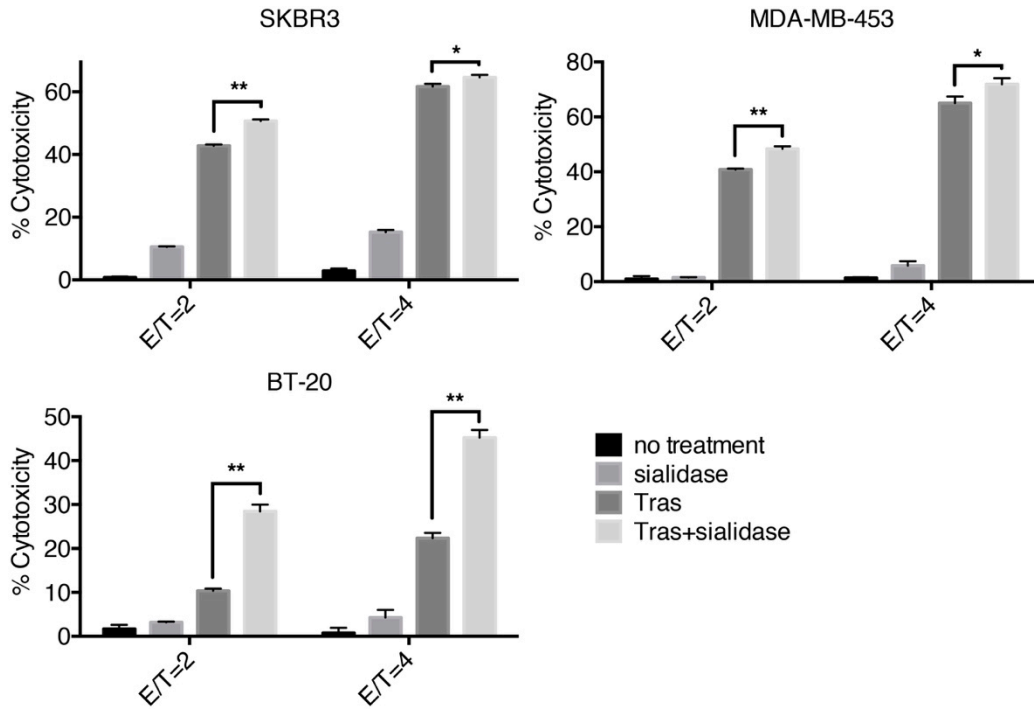 SKBR3
% Cytotoxicity
60
40
20
0
**
*
E/T=2
E/T=4
MDA-MB-453
% Cytotoxicity
80
60
40
20
0
**
*
E/T=2
E/T=4
BT-20
% Cytotoxicity
50
40
30
20
10
0
**
**
E/T=2
E/T=4
no treatment
sialidase
Tras
Tras+sialidase